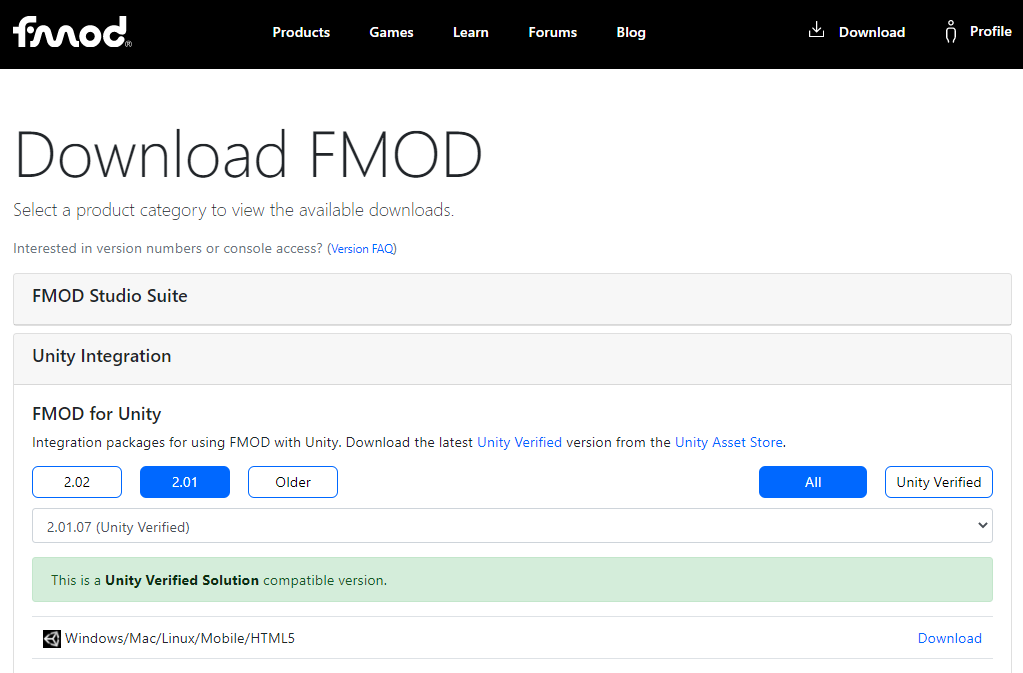 fmod®
Products Games Learn Forums Blog Download Profile
Download FMOD
Select a product category to view the available downloads.
Interested in version numbers or console access? (Version FAQ)
FMOD Studio Suite
Unity Integration
FMOD for Unity
Integration packages for using FMOD with Unity. Download the latest Unity Verified version from the Unity Asset Store.
2.02 2.01 Older All Unity Verified
2.01.07 (Unity Verified)
This is a Unity Verified Solution compatible version.
Windows/Mac/Linux/Mobile/HTML5 Download